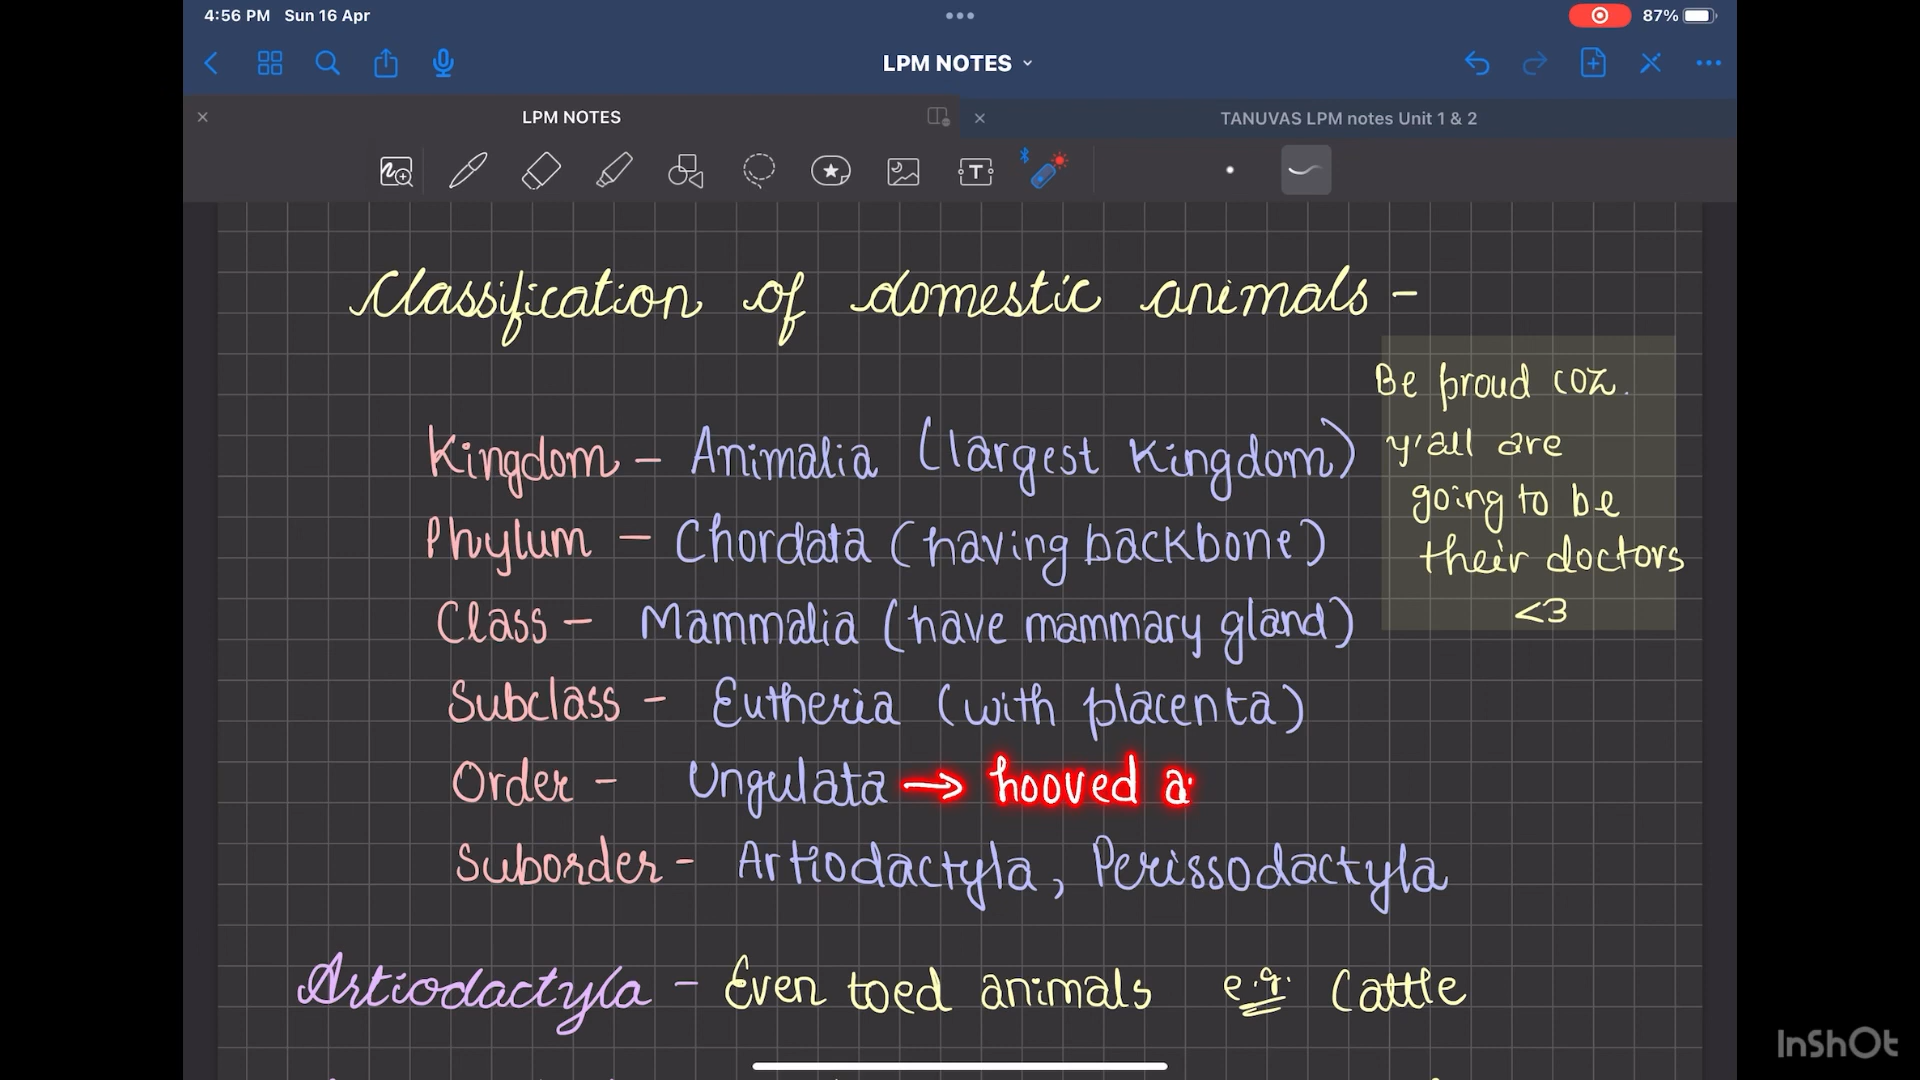 4:56 PM Sun 16 Apr
87%
LPM NOTES
LPM NOTES
TANUVAS LPM notes Unit 1 & 2
Classification of domestic animals -
Be proud coz.
y'all are
going to be
their doctors
<3
Kingdom - Animalia (largest Kingdom)
Phylum - Chordata (having backbone)
Class - Mammalia (have mammary gland)
Subclass - Eutheria (with placenta)
Order - Ungulata → hooved a
Suborder - Artiodactyla, Perissodactyla
Artiodactyla - Even toed animals e.g. Cattle
InShOt